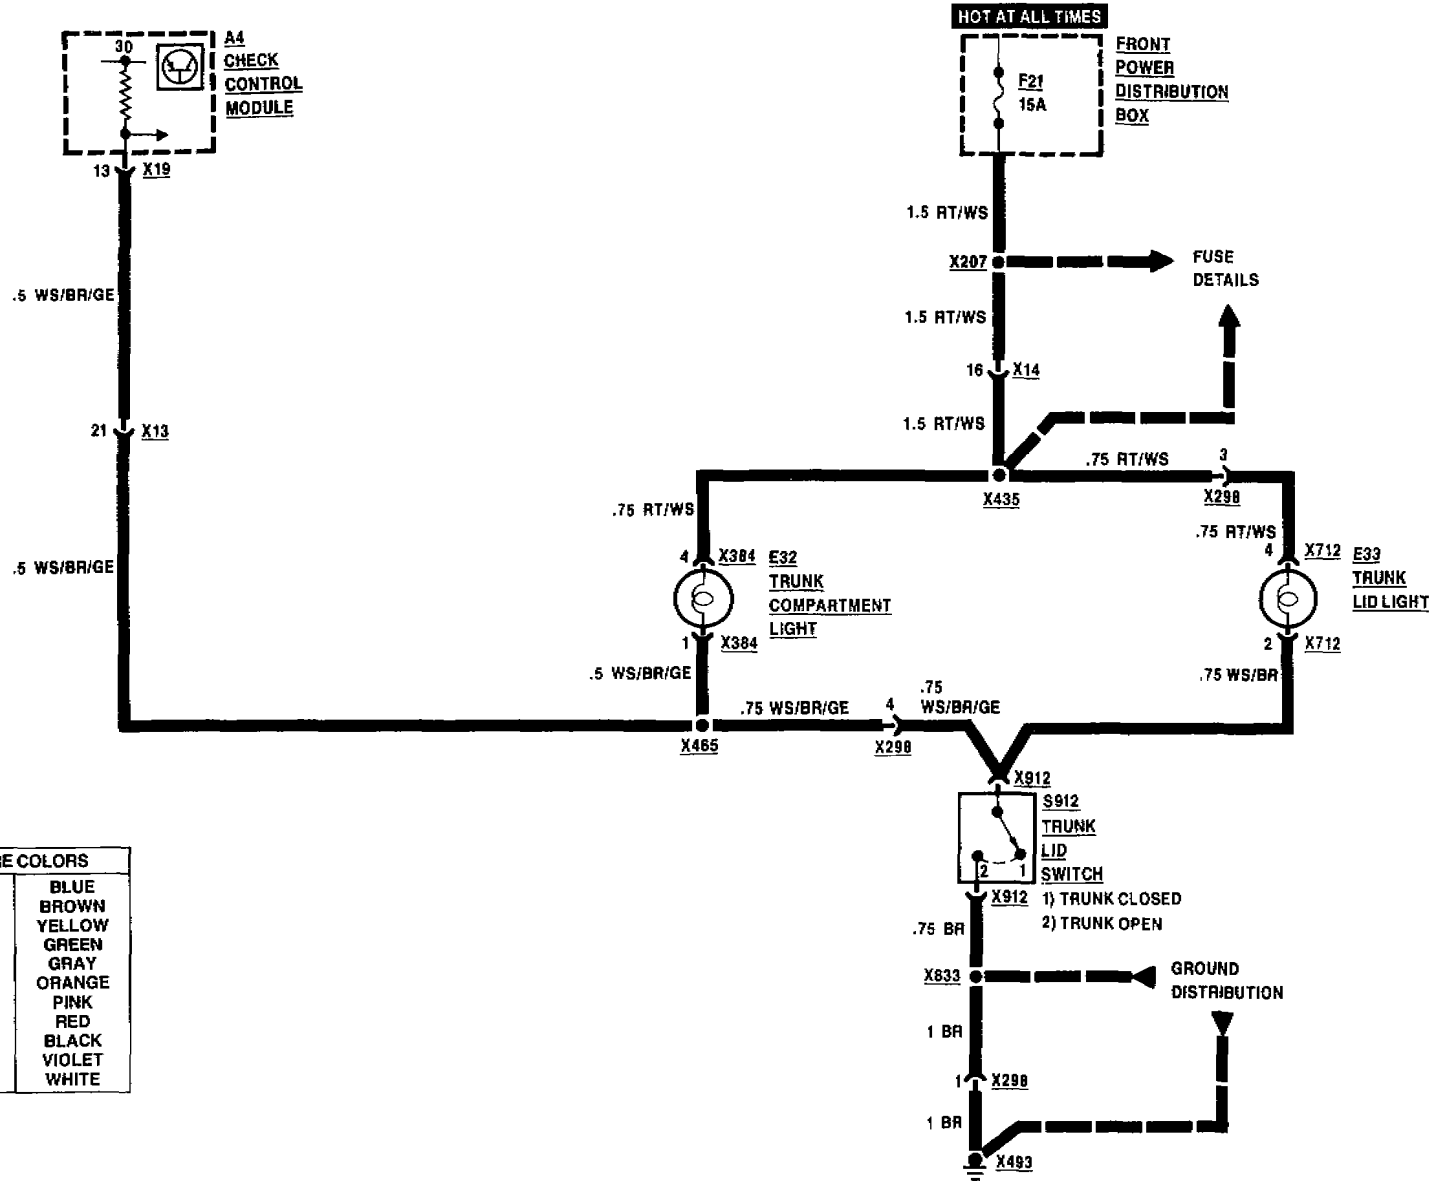 HOT AT ALL TIMES
30
A4
CHECK
CONTROL
MODULE
F21
15A
FRONT
POWER
DISTRIBUTION
BOX
13 X19
1.5 RT/WS
X207
FUSE
DETAILS
.5 WS/BR/GE
1.5 RT/WS
16 X14
21 X13
1.5 RT/WS
.75 RT/WS
3
X298
X435
.75 RT/WS
.75 RT/WS
.5 WS/BR/GE
4 X384
E32
TRUNK
COMPARTMENT
LIGHT
4 X712
E33
TRUNK
LID LIGHT
1 X384
2 X712
.5 WS/BR/GE
.75 WS/BR
.75 WS/BR/GE
4
X298
.75
WS/BR/GE
X465
X912
S912
TRUNK
LID
SWITCH
2
1
X912
1) TRUNK CLOSED
2) TRUNK OPEN
.75 BR
X833
GROUND
DISTRIBUTION
1 BR
1 X298
1 BR
X493
E COLORS
BLUE
BROWN
YELLOW
GREEN
GRAY
ORANGE
PINK
RED
BLACK
VIOLET
WHITE